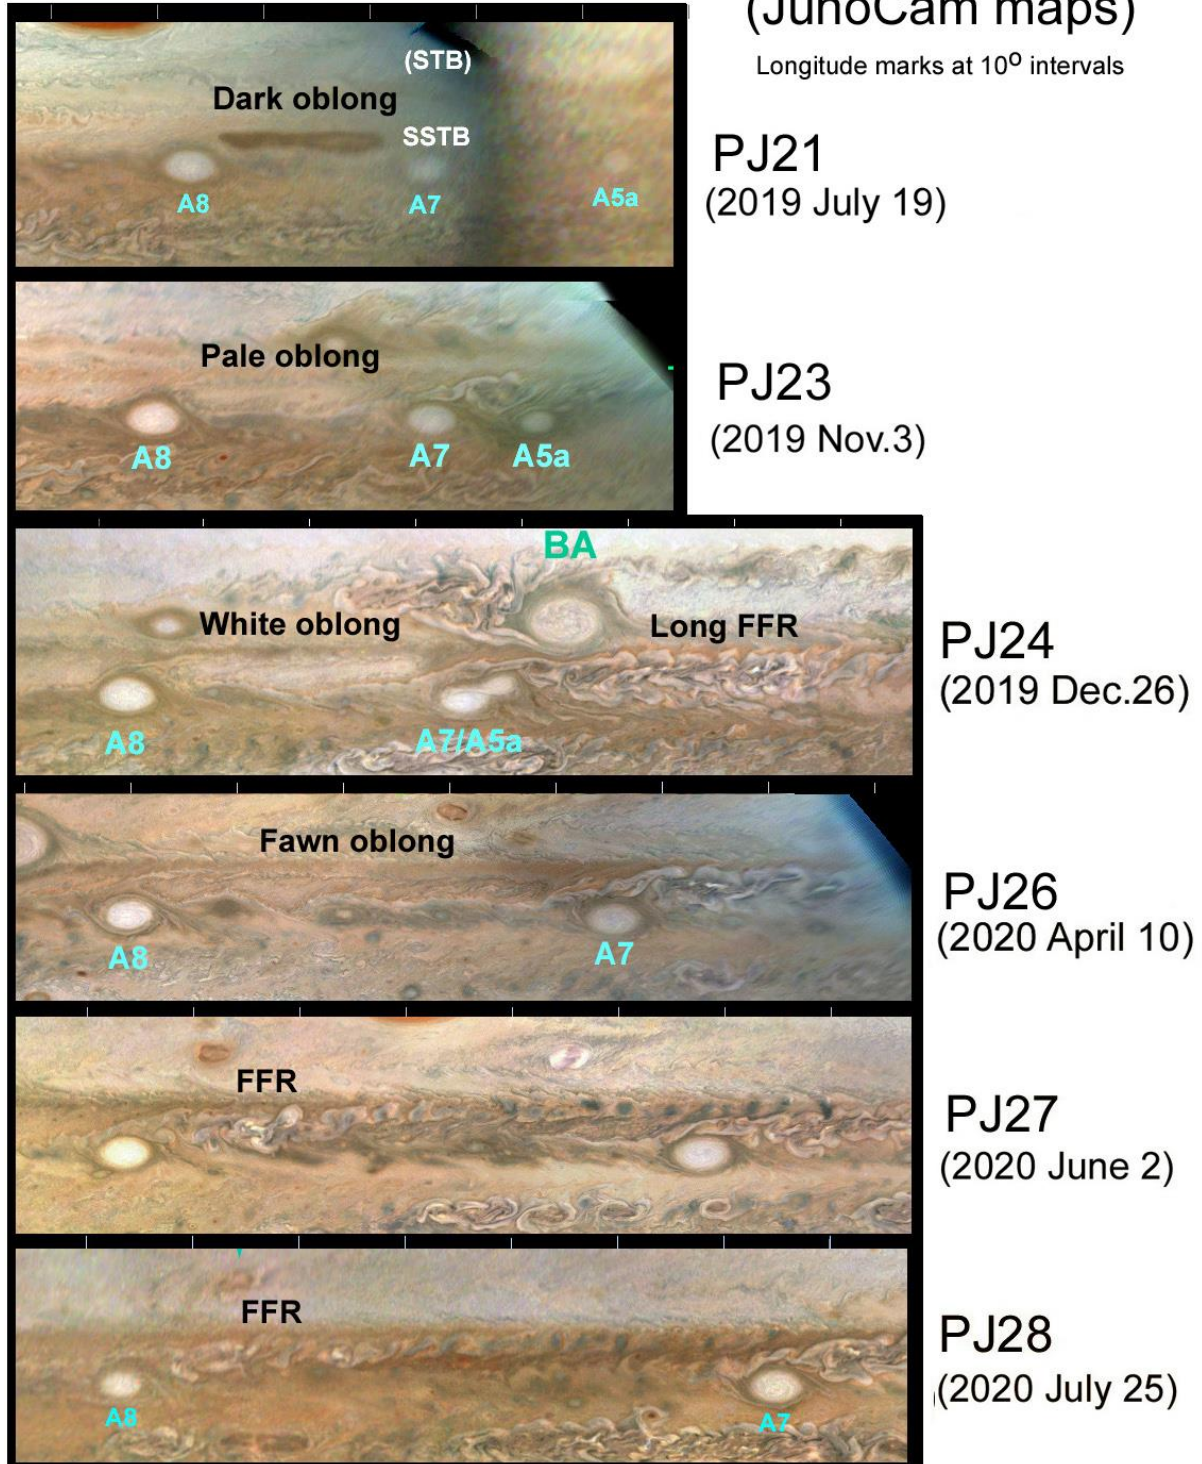 (JunoCam maps)
Longitude marks at 10º intervals
(STB)
Dark oblong
SSTB
A8
A7
A5a
PJ21
(2019 July 19)
Pale oblong
A8
A7
A5a
PJ23
(2019 Nov.3)
BA
White oblong
Long FFR
A8
A7/A5a
PJ24
(2019 Dec.26)
Fawn oblong
A8
A7
PJ26
(2020 April 10)
FFR
PJ27
(2020 June 2)
FFR
A8
A7
PJ28
(2020 July 25)